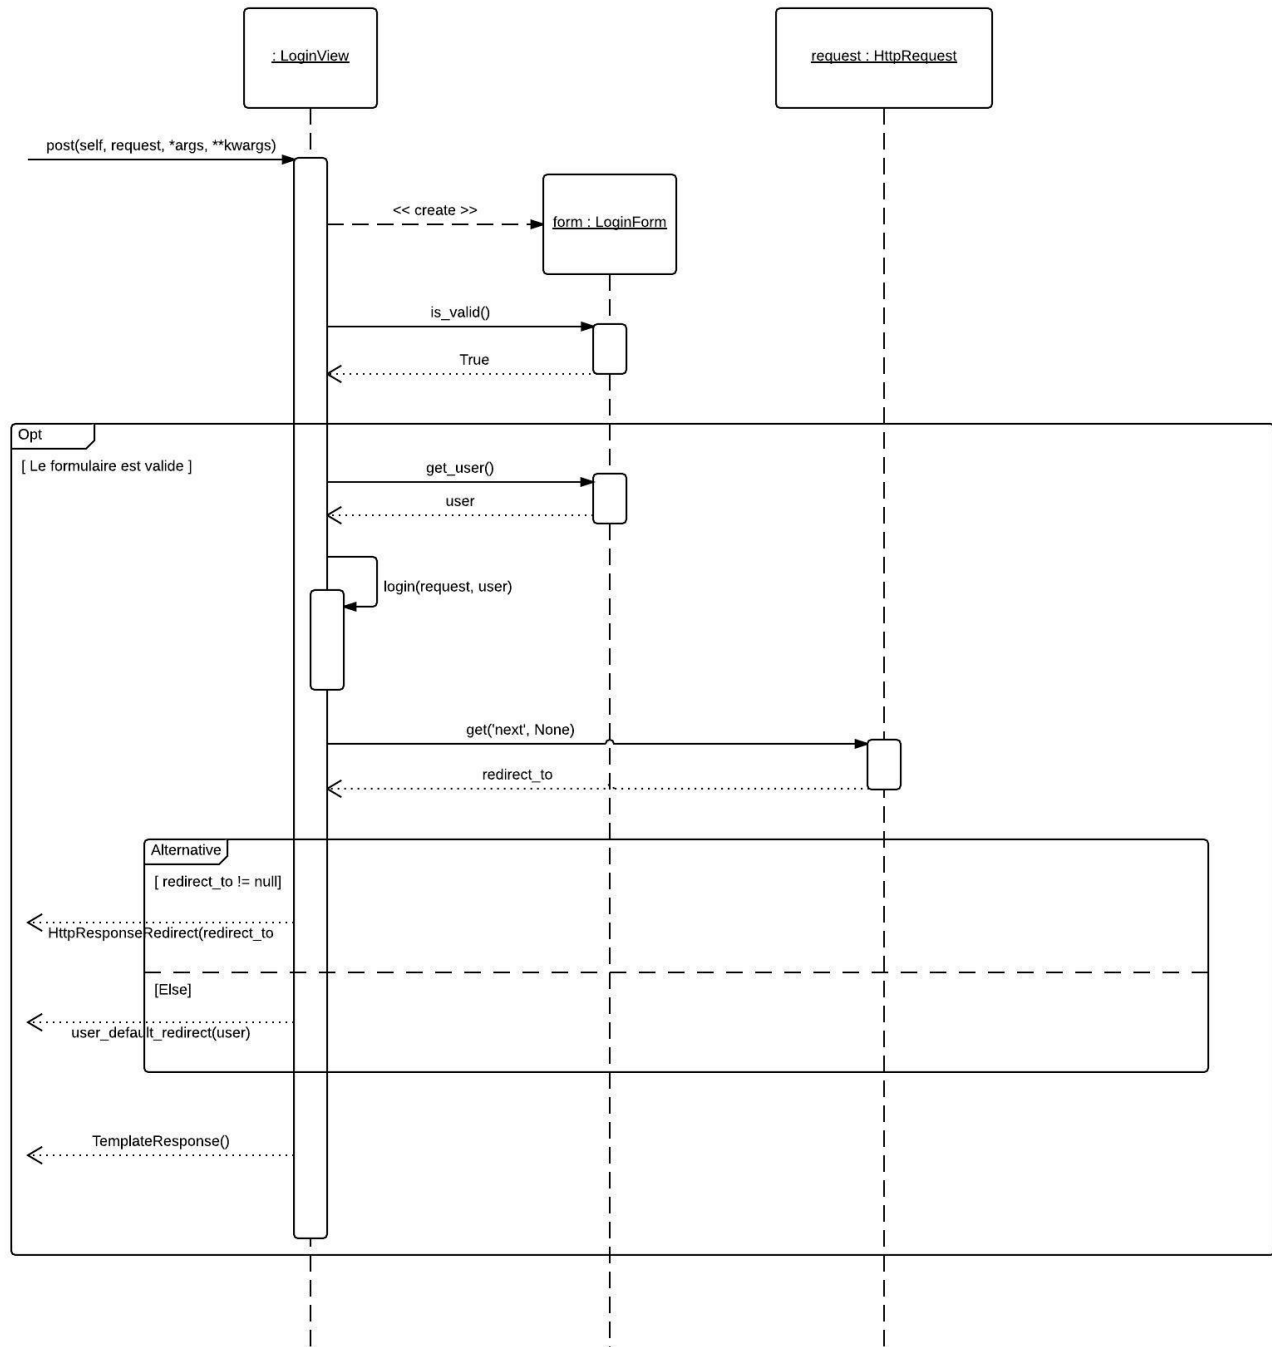 : LoginView
request : HttpRequest
post(self, request, *args, **kwargs)
<< create >>
form : LoginForm
is_valid()
True
Opt
[ Le formulaire est valide ]
get_user()
user
login(request, user)
get('next', None)
redirect_to
Alternative
[ redirect_to != null]
HttpResponseRedirect(redirect_to
[Else]
user_default_redirect(user)
TemplateResponse()